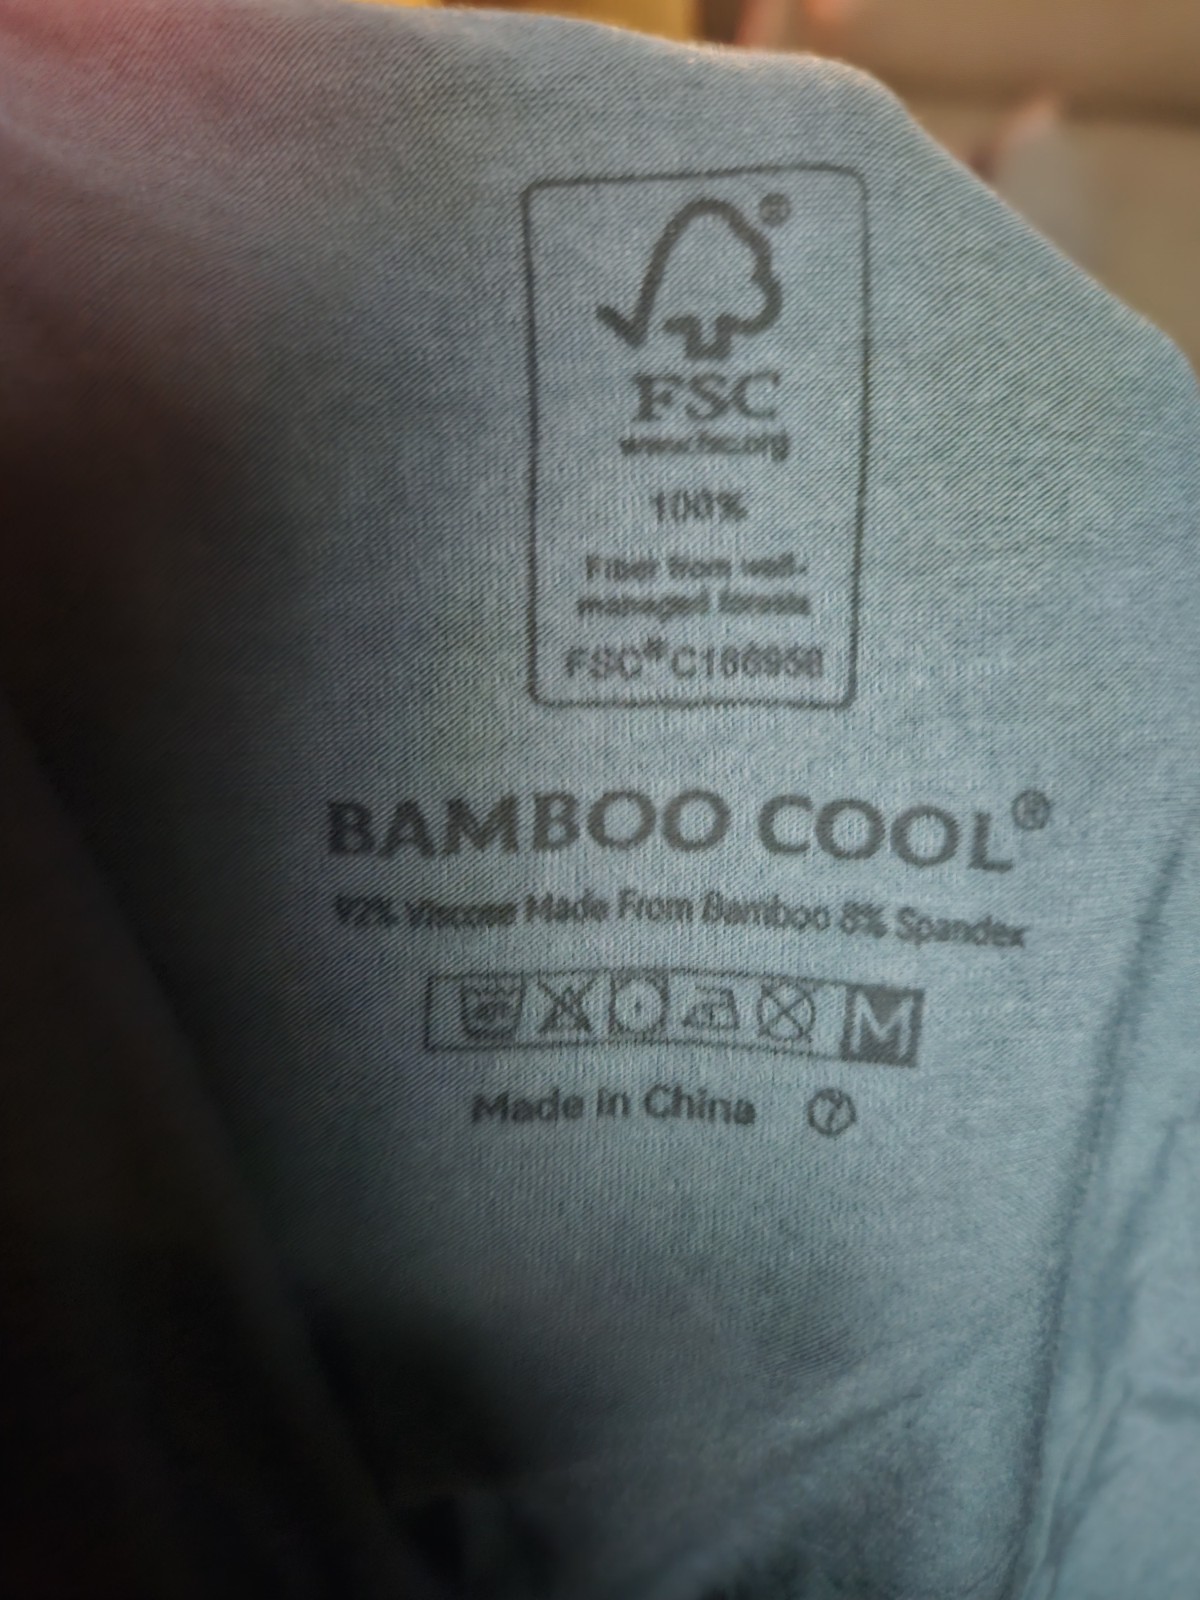 ®
FSC
www.fsc.org
100%
Fiber from well-
managed forests
FSC®
BAMBOO COOL®
92% Viscose Made From Bamboo 8% Spandex
M
Made in China 7